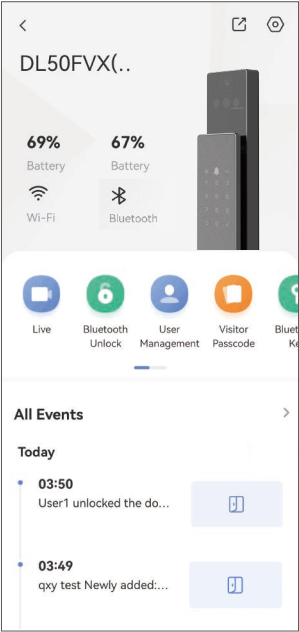 DL50FVX(..
69% 67%
Battery Battery
Wi-Fi Bluetooth
Live Bluetooth User Visitor Bluet
Unlock Management Passcode Ke
All Events
Today
03:50
User1 unlocked the do...
03:49
qxy test Newly added:...